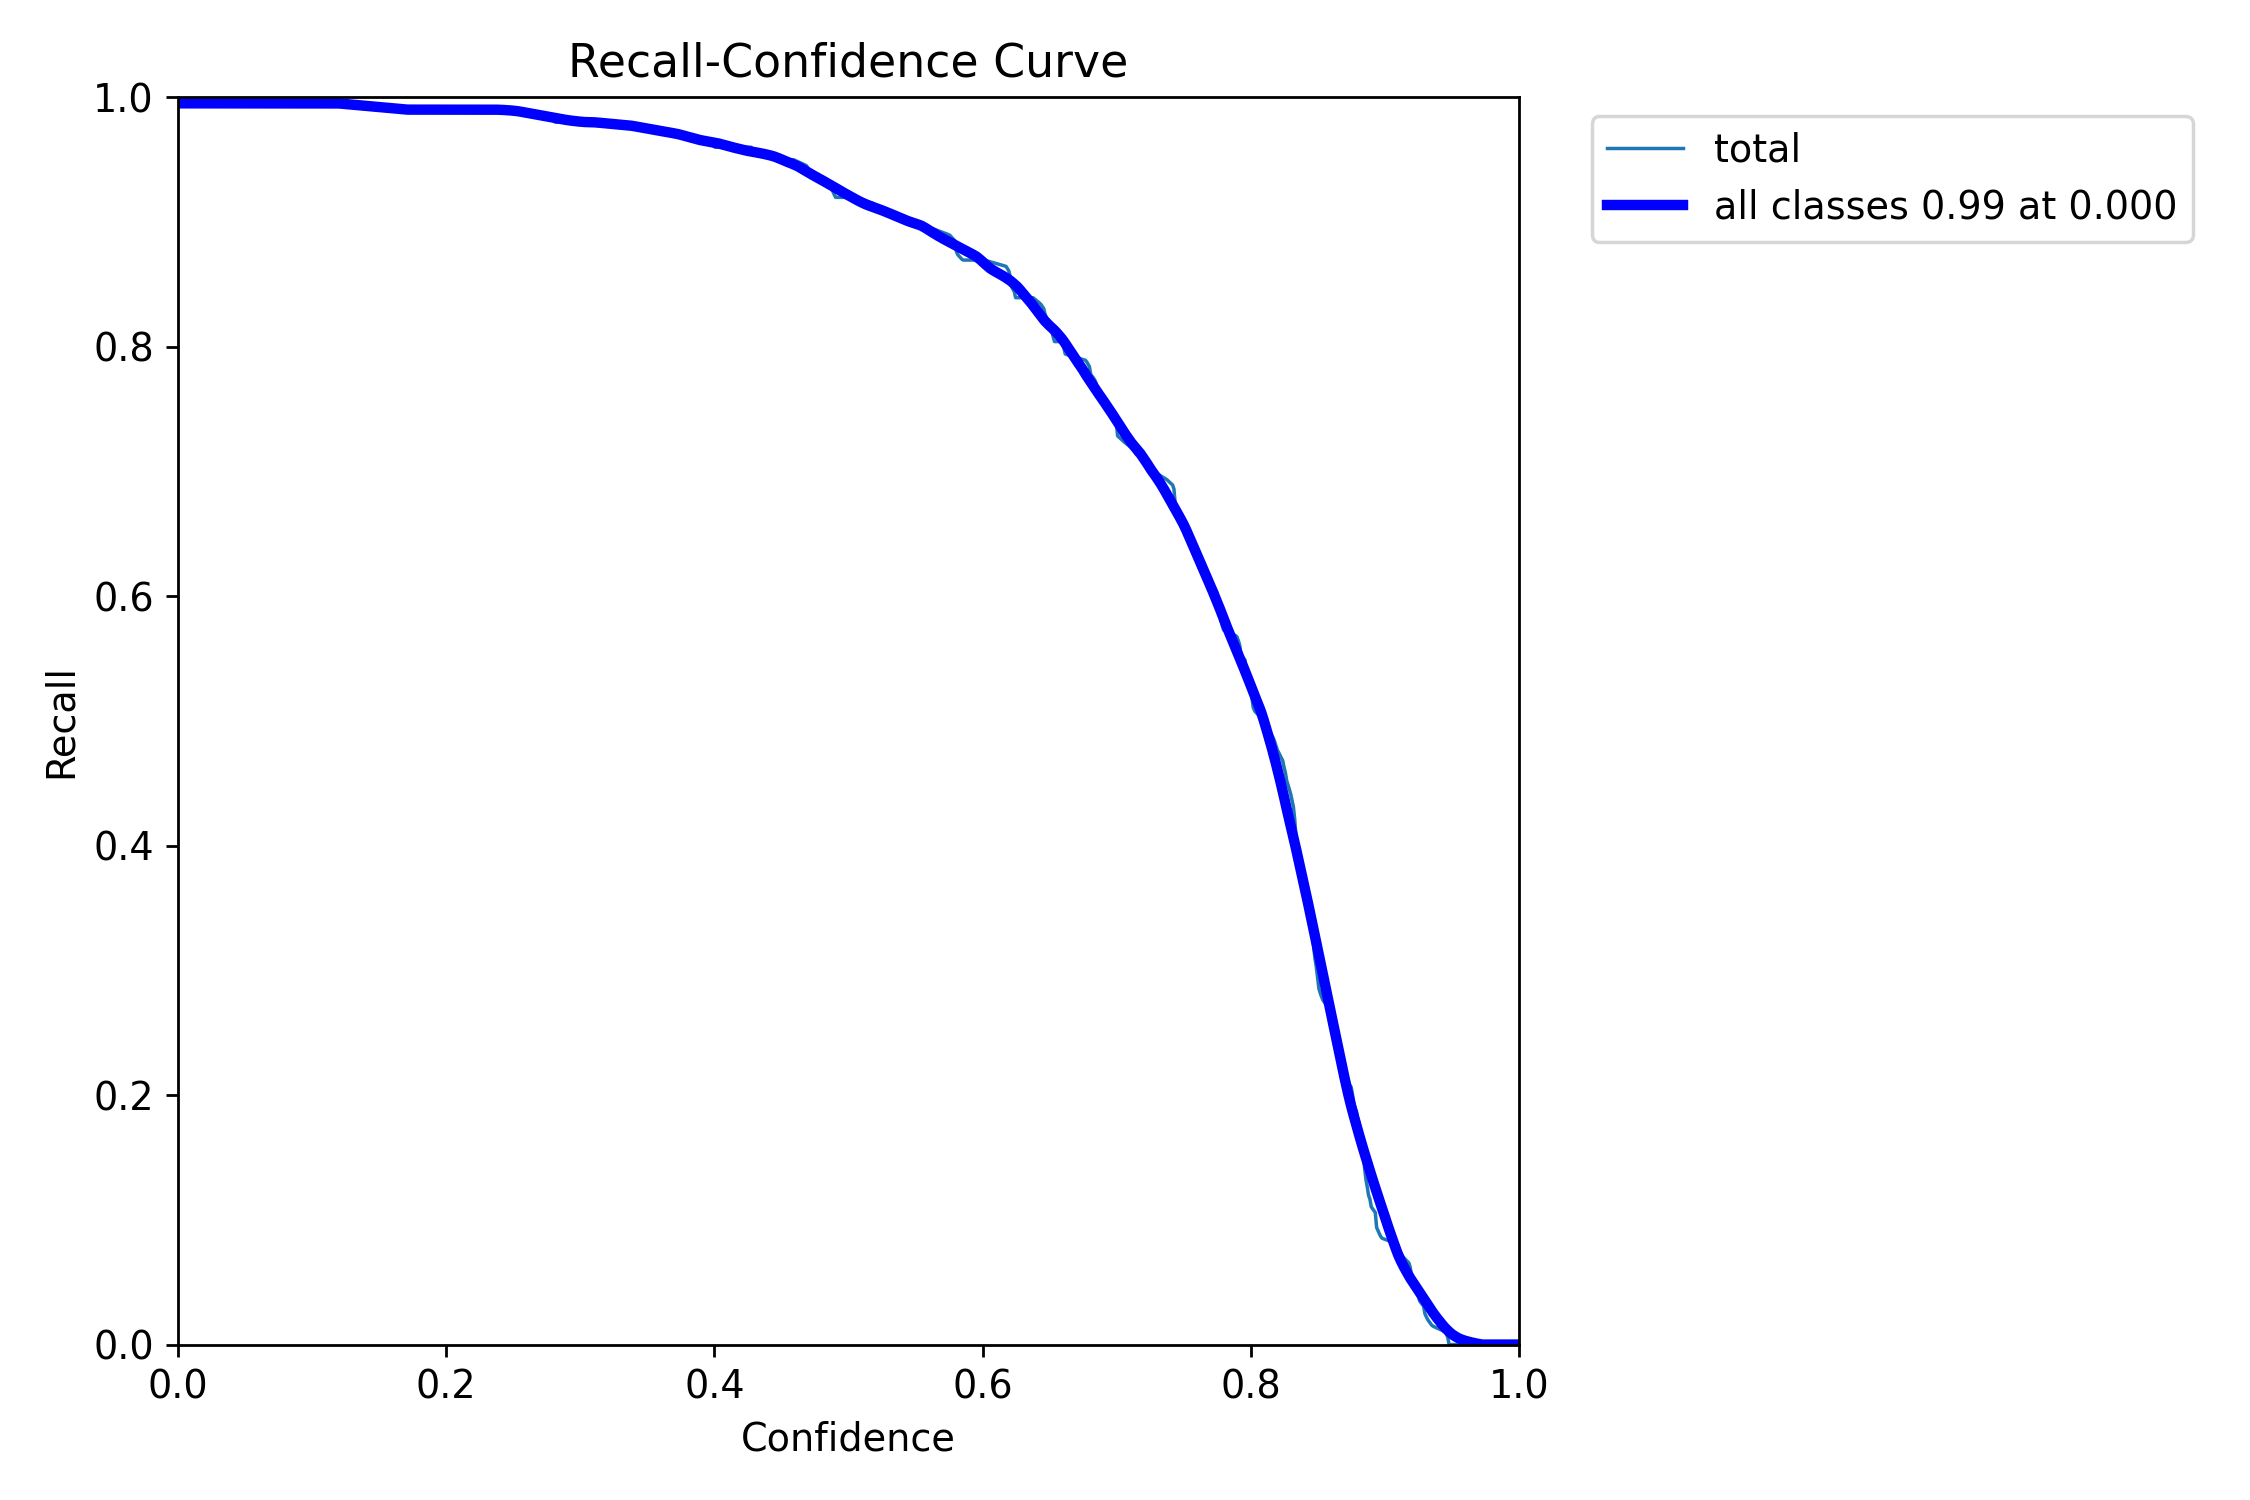 Recall-Confidence Curve
1.0
0.8
0.6
0.4
0.2
0.0
Recall
0.0 0.2 0.4 0.6 0.8 1.0
Confidence
total
all classes 0.99 at 0.000